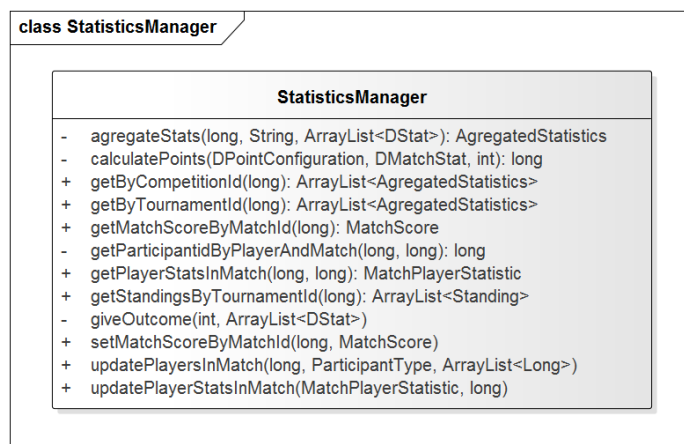 class StatisticsManager
StatisticsManager
- agregateStats(long, String, ArrayList<DStat>): AgregatedStatistics
- calculatePoints(DPointConfiguration, DMatchStat, int): long
+ getByCompetitionId(long): ArrayList<AgregatedStatistics>
+ getByTournamentId(long): ArrayList<AgregatedStatistics>
+ getMatchScoreByMatchId(long): MatchScore
- getParticipantidByPlayerAndMatch(long, long): long
+ getPlayerStatsInMatch(long, long): MatchPlayerStatistic
+ getStandingsByTournamentId(long): ArrayList<Standing>
- giveOutcome(int, ArrayList<DStat>)
+ setMatchScoreByMatchId(long, MatchScore)
+ updatePlayersInMatch(long, ParticipantType, ArrayList<Long>)
+ updatePlayerStatsInMatch(MatchPlayerStatistic, long)